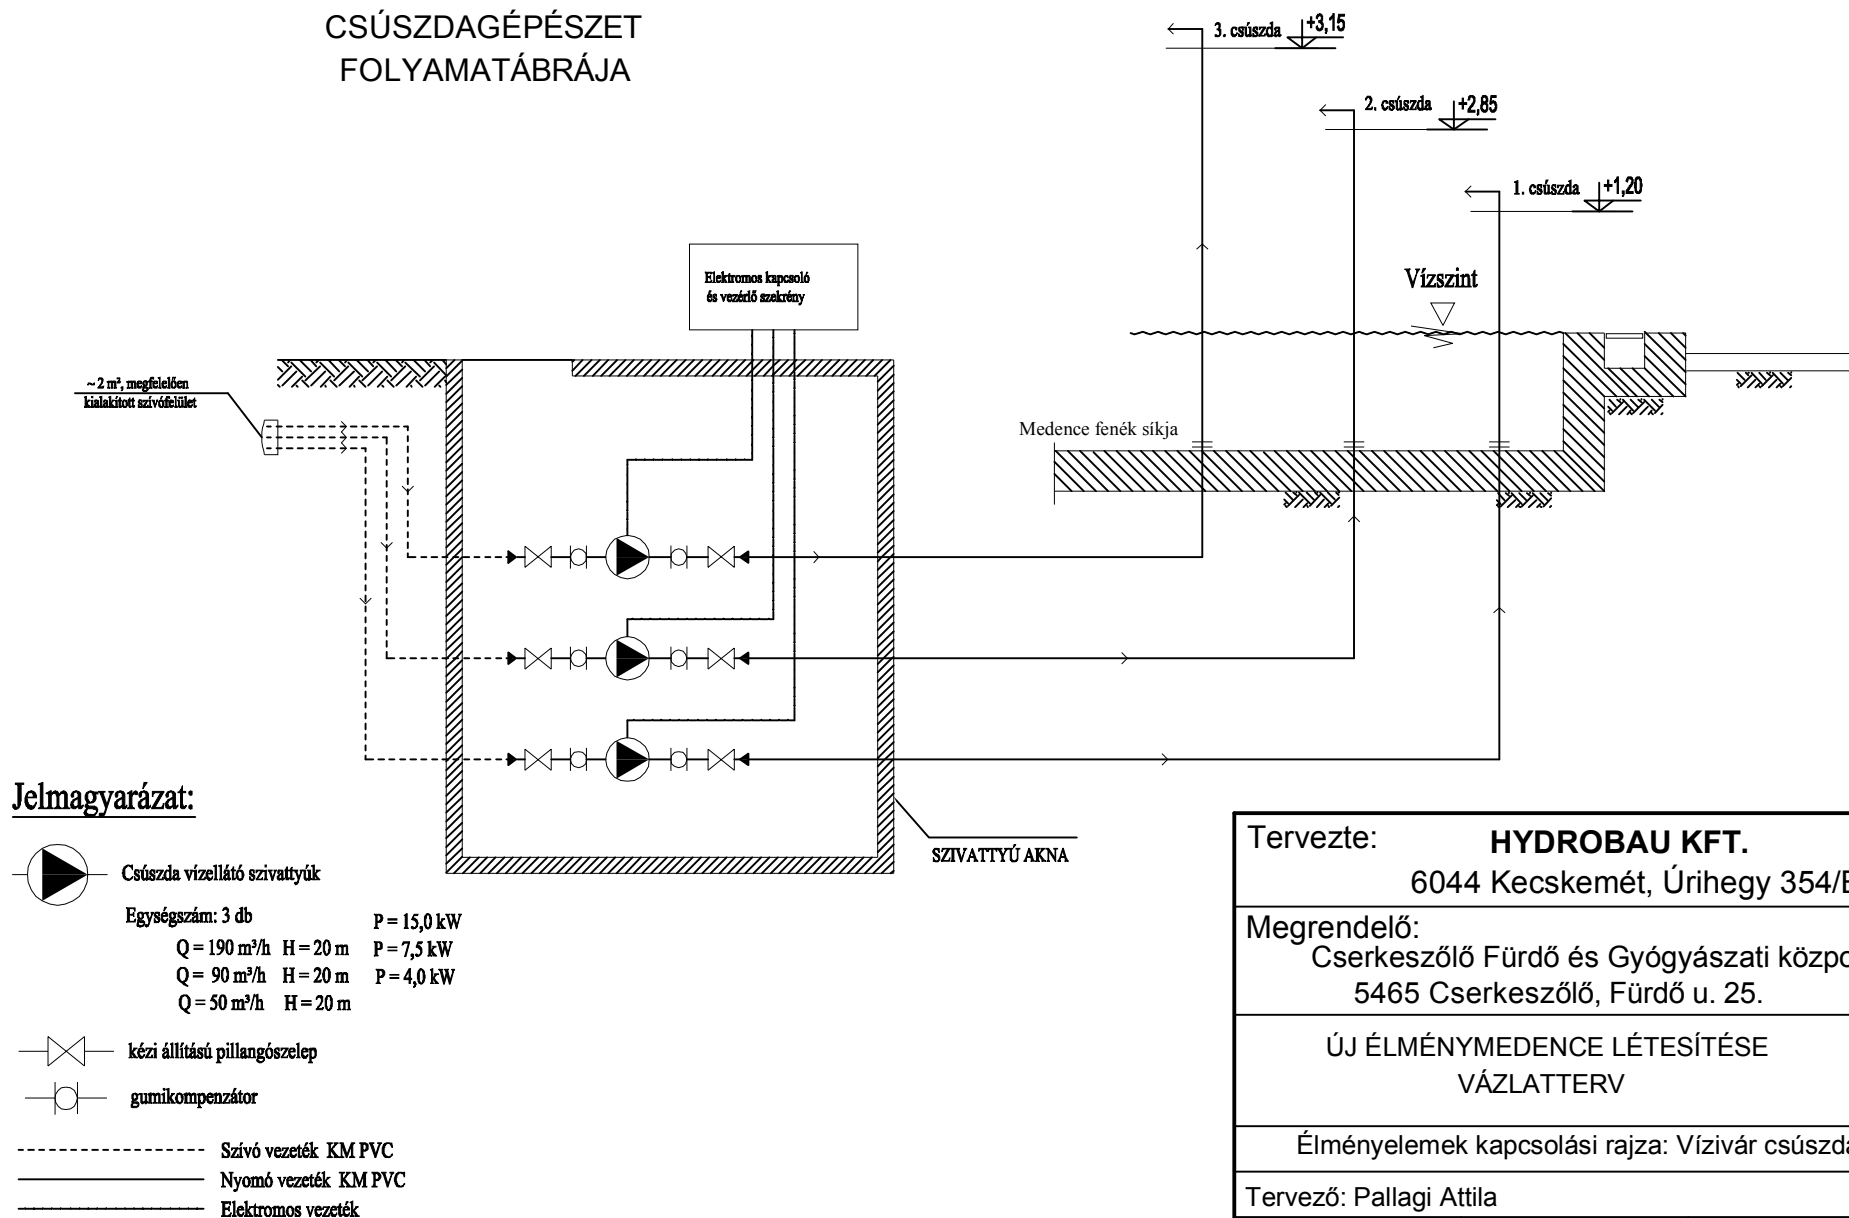 CSÚSZDAGÉPÉSZET
FOLYAMATÁBRÁJA
3. csúszda +3,15
2. csúszda +2,85
1. csúszda +1,20
Vízszint
Elektromos kapcsoló
és vezérlő szekrény
~ 2 m², megfelelően
kialakított szívófelület
Medence fenék síkja
SZIVATTYÚ AKNA
Jelmagyarázat:
Csúszda vízellátó szivattyúk
Egységszám: 3 db
P = 15,0 kW
Q = 190 m³/h H = 20 m P = 7,5 kW
Q = 90 m³/h H = 20 m P = 4,0 kW
Q = 50 m³/h H = 20 m
kézi állítású pillangószelep
gumikompenzátor
Szívó vezeték KM PVC
Nyomó vezeték KM PVC
Elektromos vezeték
Tervezte: HYDROBAU KFT.
6044 Kecskemét, Úrihegy 354/
Megrendelő:
Cserkeszőlő Fürdő és Gyógyászati közpo
5465 Cserkeszőlő, Fürdő u. 25.
ÚJ ÉLMÉNYMEDENCE LÉTESÍTÉSE
VÁZLATTERV
Élményelemek kapcsolási rajza: Vízivár csúszda
Tervező: Pallagi Attila